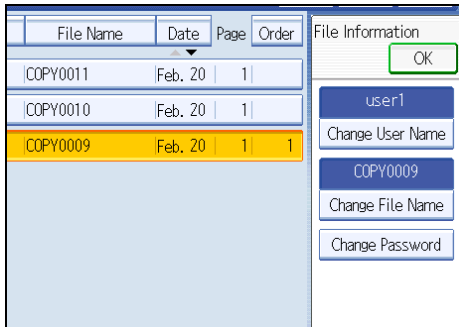 File Name Date Page Order
COPY0011 Feb. 20 1
COPY0010 Feb. 20 1
COPY0009 Feb. 20 1 1
File Information
OK
user1
Change User Name
COPY0009
Change File Name
Change Password